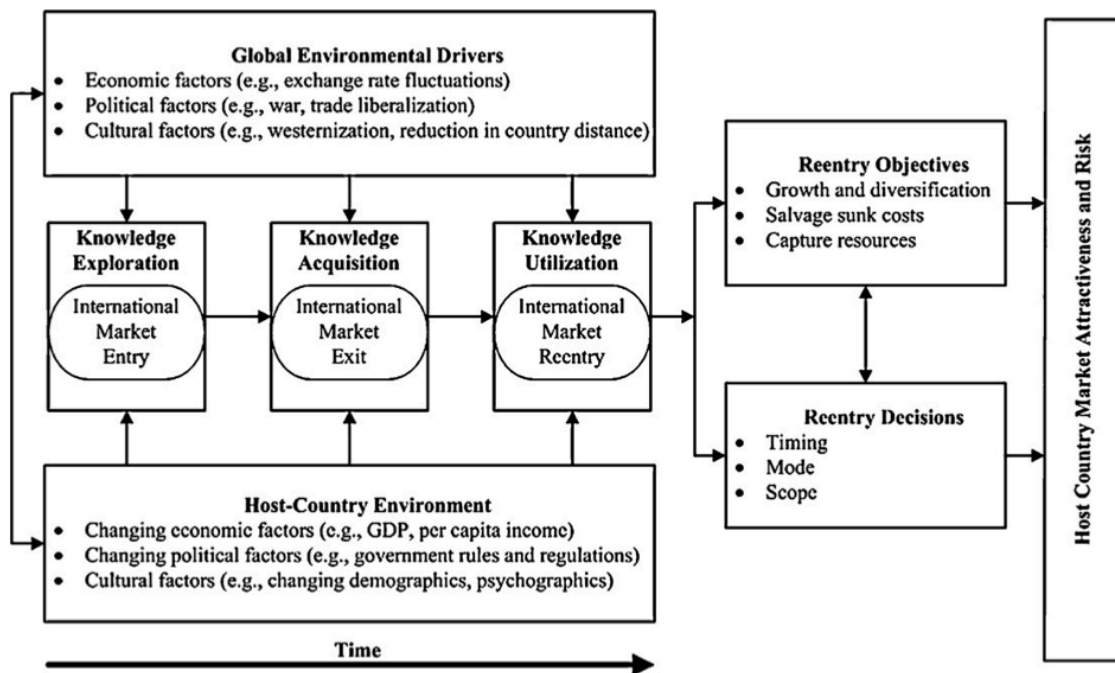 Global Environmental Drivers
• Economic factors (e.g., exchange rate fluctuations)
• Political factors (e.g., war, trade liberalization)
• Cultural factors (e.g., westernization, reduction in country distance)
Knowledge
Exploration
International
Market
Entry
Knowledge
Acquisition
International
Market
Exit
Knowledge
Utilization
International
Market
Reentry
Host-Country Environment
• Changing economic factors (e.g., GDP, per capita income)
• Changing political factors (e.g., government rules and regulations)
• Cultural factors (e.g., changing demographics, psychographics)
Time
Reentry Objectives
• Growth and diversification
• Salvage sunk costs
• Capture resources
Reentry Decisions
• Timing
• Mode
• Scope
Host Country Market Attractiveness and Risk